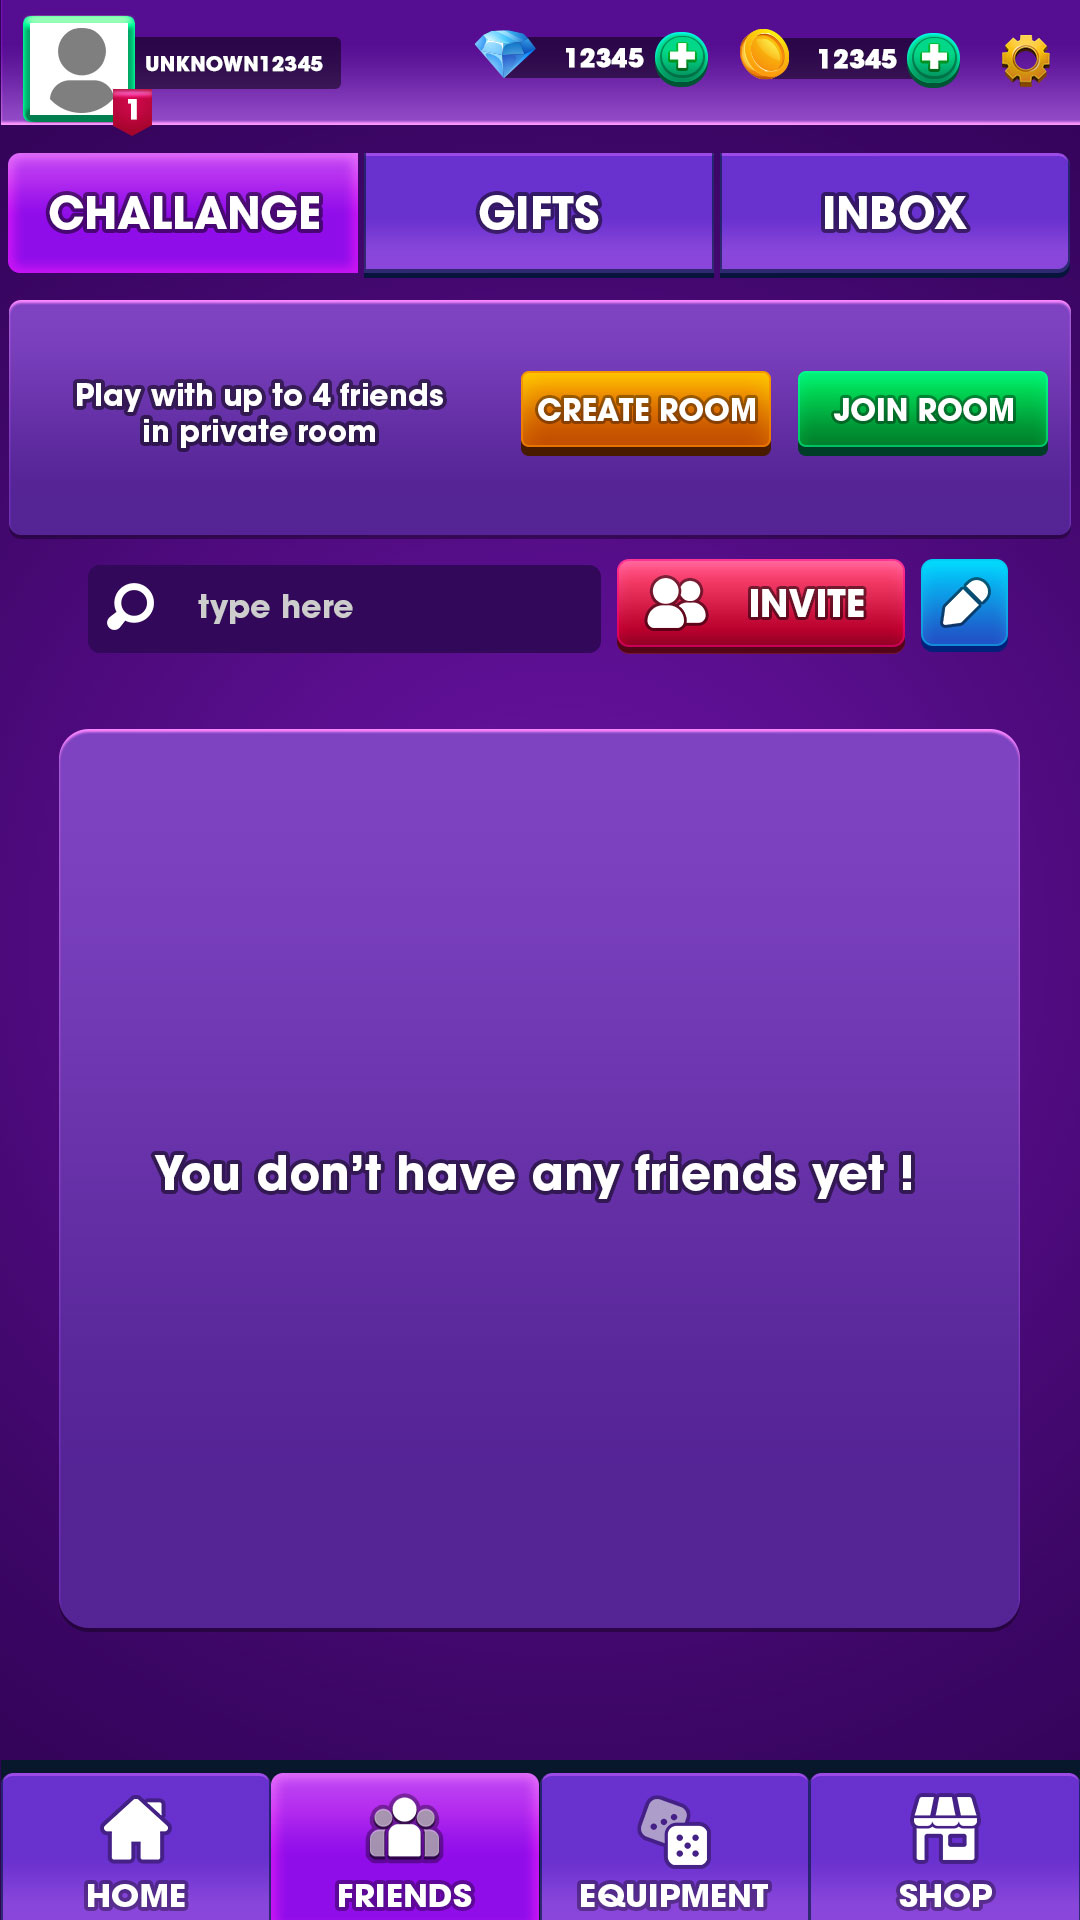 UNKNOWN12345
1
12345
12345
CHALLANGE
GIFTS
INBOX
Play with up to 4 friends
in private room
CREATE ROOM
JOIN ROOM
type here
INVITE
You don't have any friends yet !
HOME
FRIENDS
EQUIPMENT
SHOP